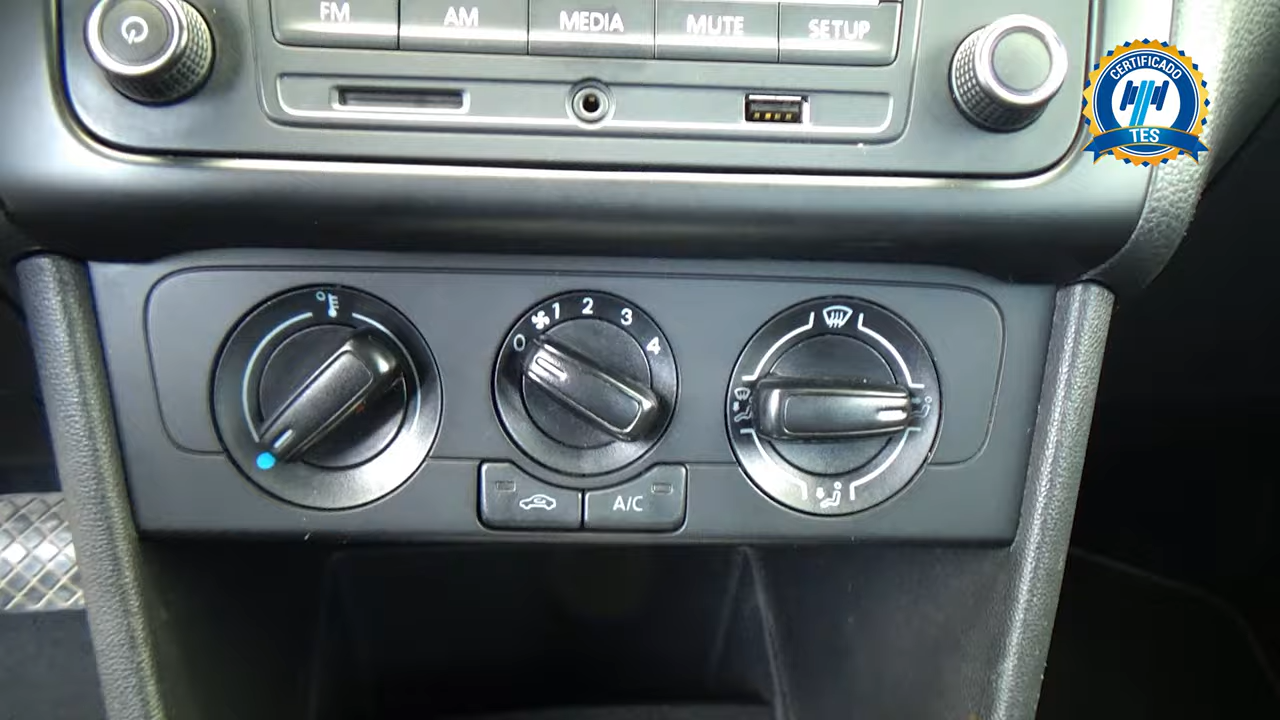 FM AM MEDIA MUTE SETUP
CERTIFICADO
TES
0 1 2 3 4
A/C